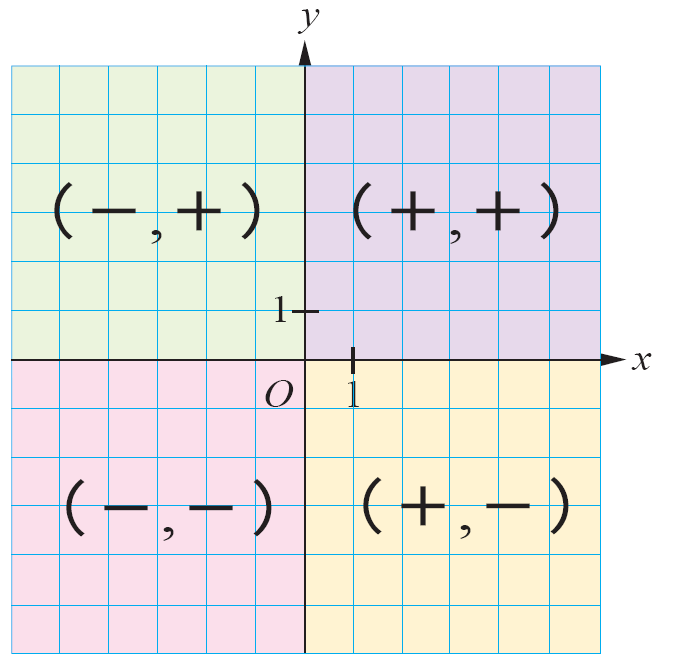 y
(−,+) (+,+)
1
x
O 1
(−,−) (+,−)